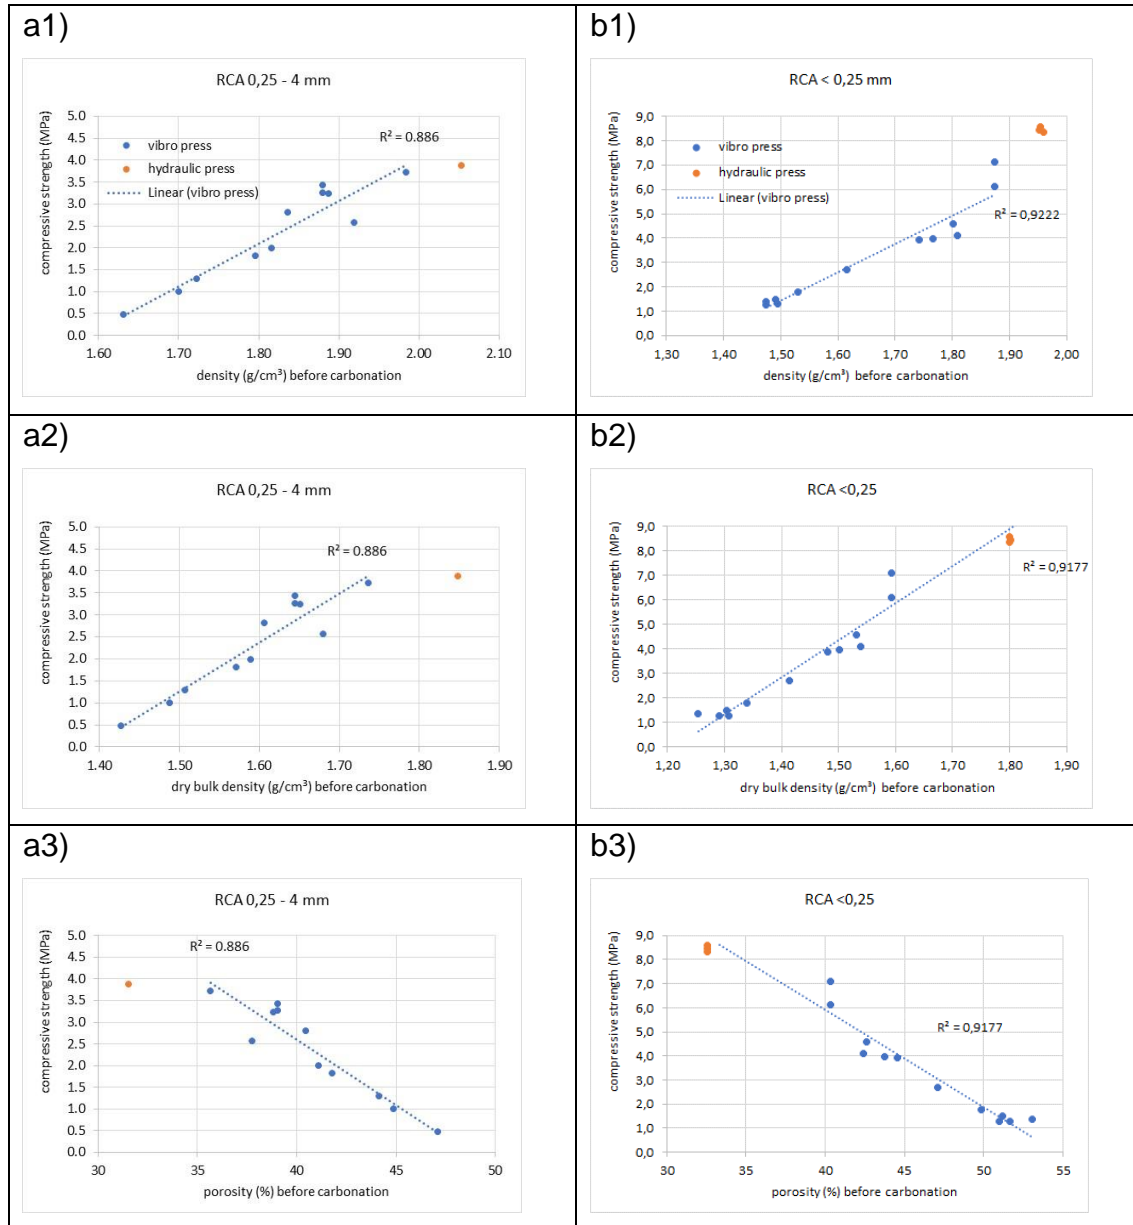 a1)
RCA 0,25 - 4 mm
compressive strength (MPa)
5.0
4.5
4.0
3.5
3.0
2.5
2.0
1.5
1.0
0.5
0.0
vibro press
hydraulic press
Linear (vibro press)
R² = 0.886
1.60 1.70 1.80 1.90 2.00 2.10
density (g/cm³) before carbonation
b1)
RCA < 0,25 mm
compressive strength (MPa)
9,0
8,0
7,0
6,0
5,0
4,0
3,0
2,0
1,0
0,0
vibro press
hydraulic press
Linear (vibro press)
R² = 0,9222
1,30 1,40 1,50 1,60 1,70 1,80 1,90 2,00
density (g/cm³) before carbonation
a2)
RCA 0,25 - 4 mm
compressive strength (MPa)
5.0
4.5
4.0
3.5
3.0
2.5
2.0
1.5
1.0
0.5
0.0
R² = 0.886
1.40 1.50 1.60 1.70 1.80 1.90
dry bulk density (g/cm³) before carbonation
b2)
RCA <0,25
compressive strength (MPa)
9,0
8,0
7,0
6,0
5,0
4,0
3,0
2,0
1,0
0,0
R² = 0,9177
1,20 1,30 1,40 1,50 1,60 1,70 1,80 1,90
dry bulk density (g/cm³) before carbonation
a3)
RCA 0,25 - 4 mm
compressive strength (MPa)
5.0
4.5
4.0
3.5
3.0
2.5
2.0
1.5
1.0
0.5
0.0
R² = 0.886
30 35 40 45 50
porosity (%) before carbonation
b3)
RCA <0,25
compressive strength (MPa)
9,0
8,0
7,0
6,0
5,0
4,0
3,0
2,0
1,0
0,0
R² = 0,9177
30 35 40 45 50 55
porosity (%) before carbonation